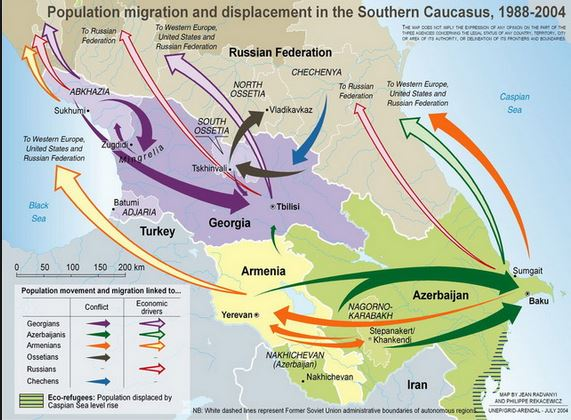 Population migration and displacement in the Southern Caucasus, 1988-2004
THE MAP DOES NOT IMPLY THE EXPRESSION OF ANY OPINION ON THE PART OF THE
THREE AGENCIES CONCERNING THE LEGAL STATUS OF ANY COUNTRY, TERRITORY, CITY
OR AREA OF ITS AUTHORITY, OR DELINEATION OF ITS FRONTIERS AND BOUNDARIES.
To Russian
Federation
To Western Europe,
United States and
Russian Federation
Russian Federation
CHECHENYA
To Russian
Federation
To Western Europe,
United States and
Russian Federation
Caspian
Sea
ABKHAZIA
Sukhumi
NORTH
OSSETIA
Vladikavkaz
SOUTH
OSSETIA
To Western Europe,
United States and
Russian Federation
Zugdidi
Mingrelia
Tskhinvali
Black
Sea
Batumi
ADJARIA
Georgia
Tbilisi
Turkey
0 50 100 150 200 km
Armenia
Azerbaijan
Sumgait
Baku
NAGORNO-
KARABAKH
Yerevan
Stepanakert/
Khankendi
NAKHICHEVAN
(Azerbaijan)
Nakhichevan
Iran
Population movement and migration linked to...
Conflict
Economic
drivers
Georgians
Azerbaijanis
Armenians
Ossetians
Russians
Chechens
Eco-refugees: Population displaced by
Caspian Sea level rise
NB: White dashed lines represent Former Soviet Union administrative boundaries of autonomous regions
MAP BY JEAN RADVANYI
AND PHILIPPE REKACEWICZ
UNEP/GRID-ARENDAL - JULY 2004